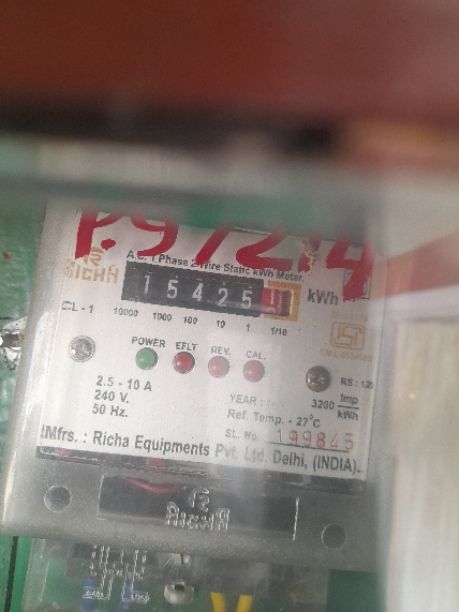 P.97214
A.C. 1 Phase 2 Wire Static kWh Meter
RICHA
15425
kWh
CL - 1 10000 1000 100 10 1 1/10
POWER EFLT REV. CAL.
2.5 - 10 A
240 V.
50 Hz.
YEAR :
3200 Imp/kWh
Ref. Temp. - 27°C
SL. No. 199845
Mfrs. : Richa Equipments Pvt. Ltd. Delhi, (INDIA).
RICHA